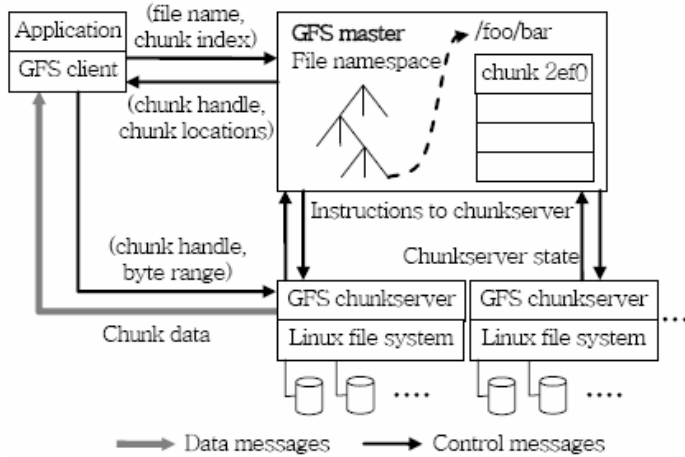 Application
GFS client
(file name,
chunk index)
(chunk handle,
chunk locations)
GFS master
File namespace
/foo/bar
chunk 2ef0
Instructions to chunkserver
Chunkserver state
(chunk handle,
byte range)
Chunk data
GFS chunkserver
Linux file system
....
GFS chunkserver
Linux file system
....
...
Data messages
Control messages